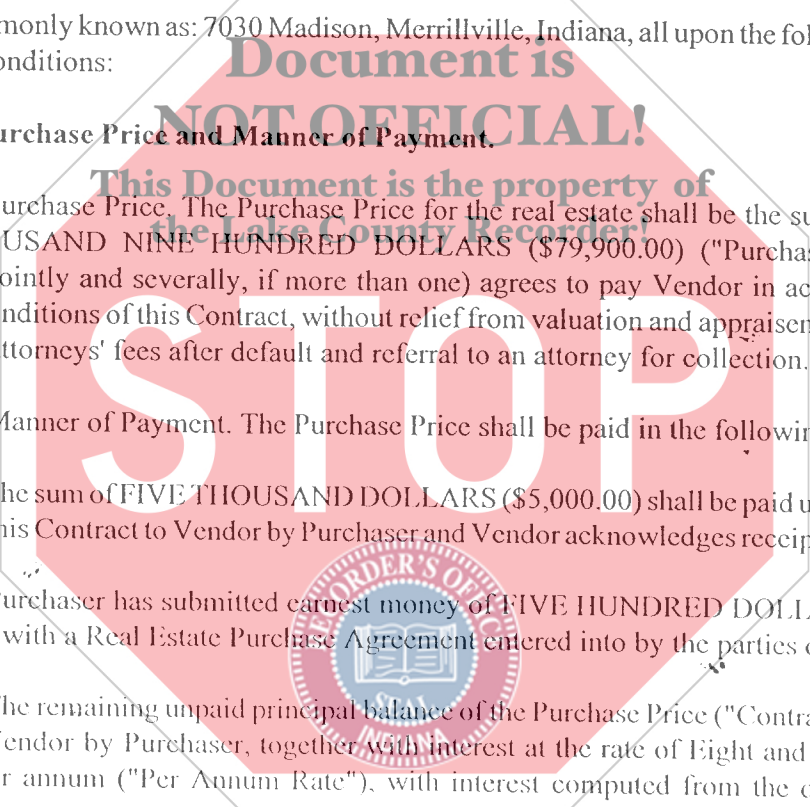 monly known as: 7030 Madison, Merrillville, Indiana, all upon the fol
onditions:
Document is
NOT OFFICIAL!
urchase Price and Manner of Payment.
This Document is the property of
the Lake County Recorder!
urchase Price. The Purchase Price for the real estate shall be the su
USAND NINE HUNDRED DOLLARS ($79,900.00) ("Purchas
ointly and severally, if more than one) agrees to pay Vendor in ac
nditions of this Contract, without relief from valuation and appraisem
ttorneys' fees after default and referral to an attorney for collection.
STOP
Manner of Payment. The Purchase Price shall be paid in the followin
he sum of FIVE THOUSAND DOLLARS ($5,000.00) shall be paid u
his Contract to Vendor by Purchaser and Vendor acknowledges receip
urchaser has submitted earnest money of FIVE HUNDRED DOLLA
with a Real Estate Purchase Agreement entered into by the parties o
RECORDER'S OFFICE
SEAL
INDIANA
he remaining unpaid principal balance of the Purchase Price ("Contra
endor by Purchaser, together with interest at the rate of Eight and
r annum ("Per Annum Rate"), with interest computed from the d